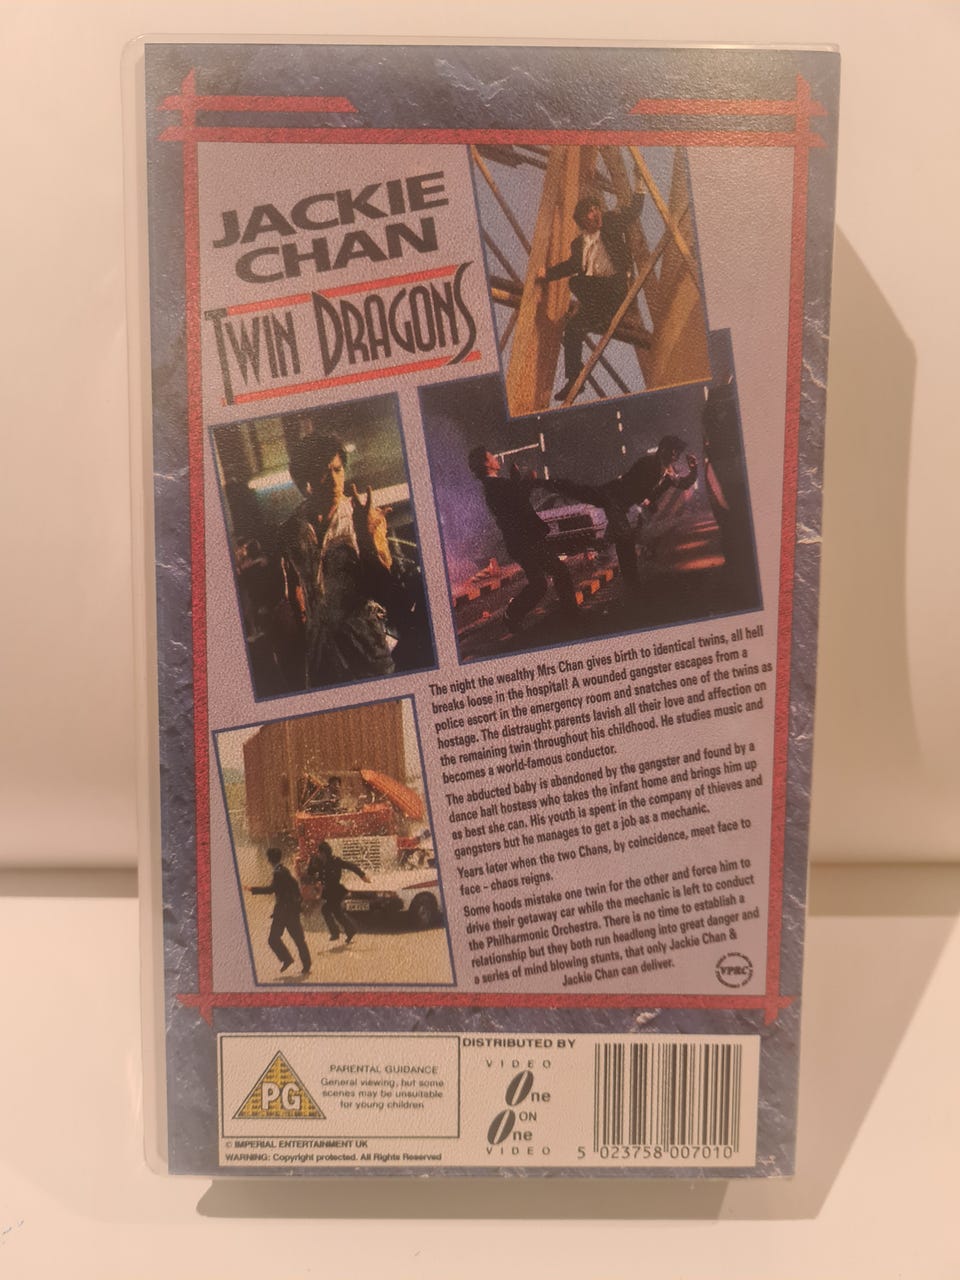 JACKIE
CHAN
TWIN DRAGONS
The night the wealthy Mrs Chan gives birth to identical twins, all hell
breaks loose in the hospital! A wounded gangster escapes from a
police escort in the emergency room and snatches one of the twins as
hostage. The distraught parents lavish all their love and affection on
the remaining twin throughout his childhood. He studies music and
becomes a world-famous conductor.
The abducted baby is abandoned by the gangster and found by a
dance hall hostess who takes the infant home and brings him up
as best she can. His youth is spent in the company of thieves and
gangsters but he manages to get a job as a mechanic.
Years later when the two Chans, by coincidence, meet face to
face - chaos reigns.
Some hoods mistake one twin for the other and force him to
drive their getaway car while the mechanic is left to conduct
the Philharmonic Orchestra. There is no time to establish a
relationship but they both run headlong into great danger and
a series of mind blowing stunts, that only Jackie Chan &
Jackie Chan can deliver.
VPRC
PG
PARENTAL GUIDANCE
General viewing, but some
scenes may be unsuitable
for young children
© IMPERIAL ENTERTAINMENT UK
WARNING: Copyright protected. All Rights Reserved
DISTRIBUTED BY
VIDEO
One
ON
One
VIDEO
5 023758 007010